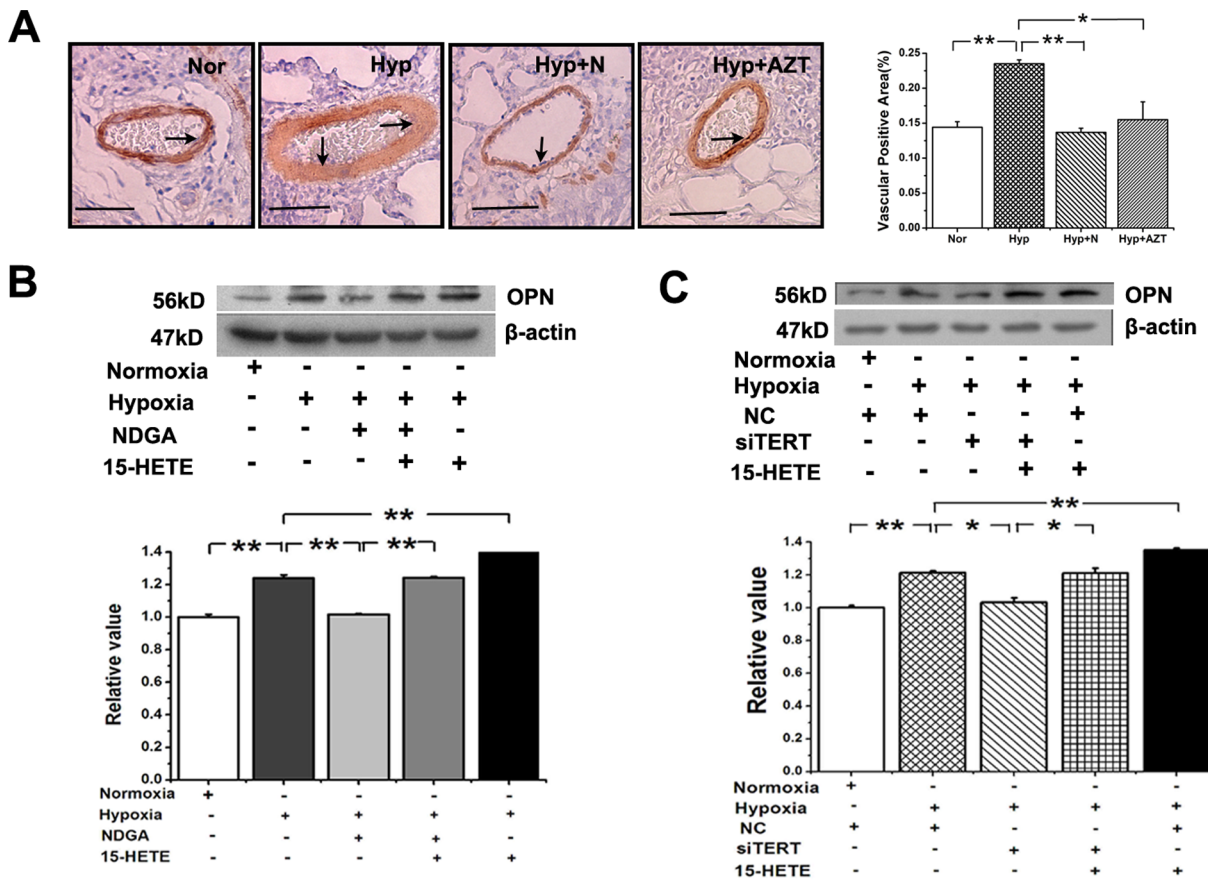 A
Nor Hyp Hyp+N Hyp+AZT
Vascular Positive Area(%)
0.25
0.20
0.15
0.10
0.05
0.00
** ** *
Nor Hyp Hyp+N Hyp+AZT
B
56kD OPN
47kD β-actin
Normoxia + - - - -
Hypoxia - + + + +
NDGA - - + + -
15-HETE - - - + +
**
** ** **
Relative value
1.4
1.2
1.0
0.8
0.6
0.4
0.2
0.0
Normoxia + - - - -
Hypoxia - + + + +
NDGA - - + + -
15-HETE - - - + +
C
56kD OPN
47kD β-actin
Normoxia + - - - -
Hypoxia - + + + +
NC + + - - +
siTERT - - + + -
15-HETE - - - + +
**
** * *
Relative value
1.4
1.2
1.0
0.8
0.6
0.4
0.2
0.0
Normoxia + - - - -
Hypoxia - + + + +
NC + + - - +
siTERT - - + + -
15-HETE - - - + +